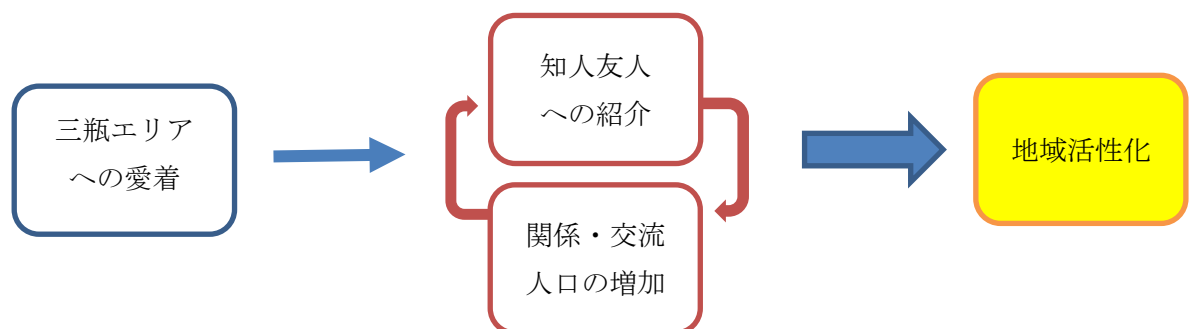 三瓶エリア
への愛着
知人友人
への紹介
関係・交流
人口の増加
地域活性化